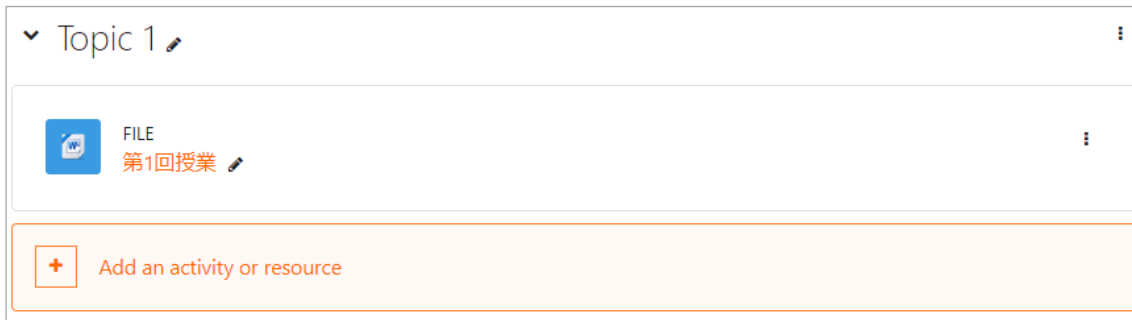 Topic 1
FILE
第1回授業
Add an activity or resource